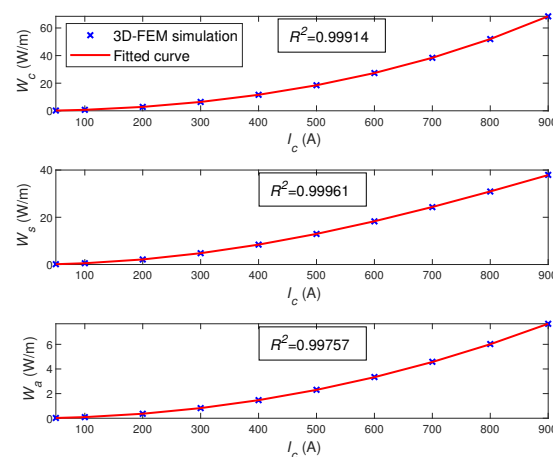 3D-FEM simulation
Fitted curve
R²=0.99914
W_c (W/m)
60
40
20
0
100 200 300 400 500 600 700 800 900
I_c (A)
R²=0.99961
W_s (W/m)
40
20
0
100 200 300 400 500 600 700 800 900
I_c (A)
R²=0.99757
W_a (W/m)
6
4
2
0
100 200 300 400 500 600 700 800 900
I_c (A)